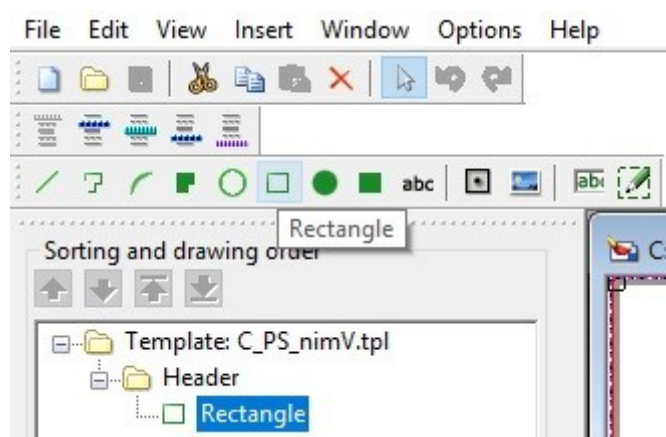 File Edit View Insert Window Options Help
abc
Rectangle
Sorting and drawing order
Template: C_PS_nimV.tpl
Header
Rectangle